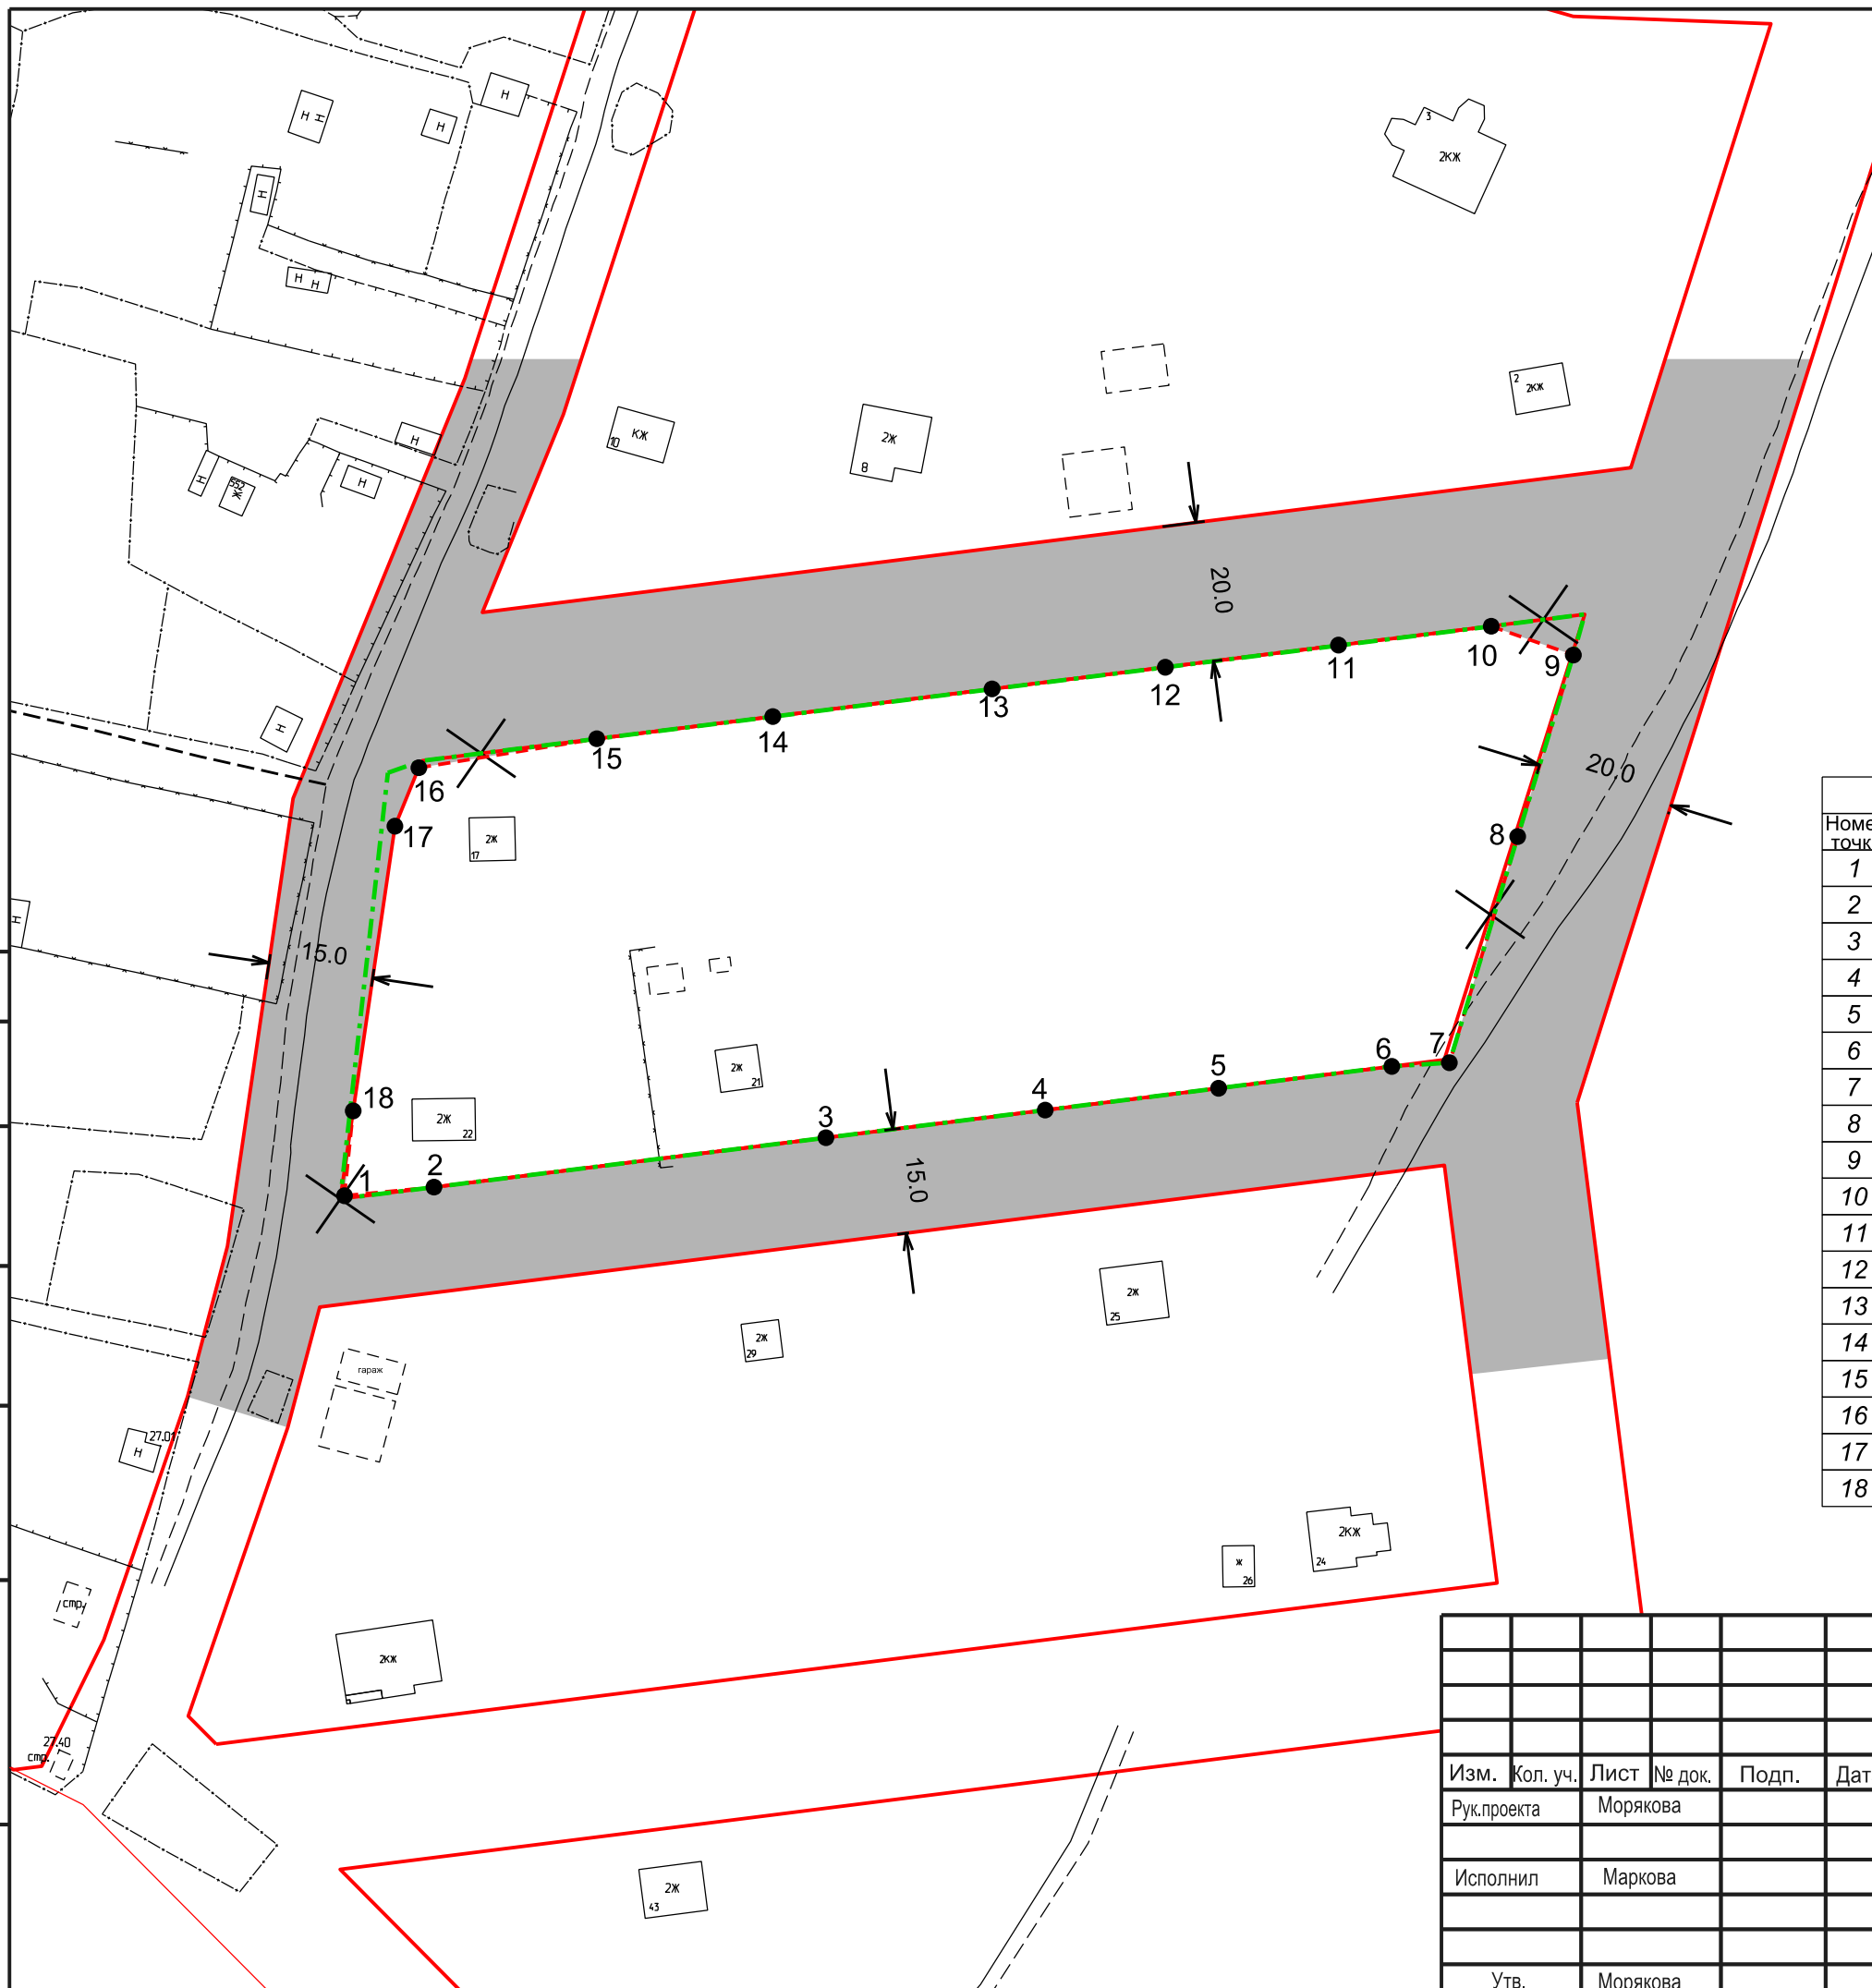 Н
Н
Н
Н
3
2КЖ
Н
Н
Н
2
2КЖ
Н
КЖ
10
2Ж
8
Н
552
Ж
Н
20.0
10
9
11
12
13
14
15
Н
16
20.0
17
2Ж
17
8
Номе
точк
1
2
3
4
5
6
7
8
9
10
11
12
13
14
15
16
17
18
Н
15.0
7
6
5
4
3
2Ж
21
18
2Ж
22
2
1
15.0
2Ж
25
2Ж
29
гараж
27.01
Н
2КЖ
24
Ж
26
стр.
2КЖ
27.40
стр.
2Ж
43
Изм. Кол. уч. Лист № док. Подп. Дат
Рук.проекта Морякова
Исполнил Маркова
Утв. Морякова